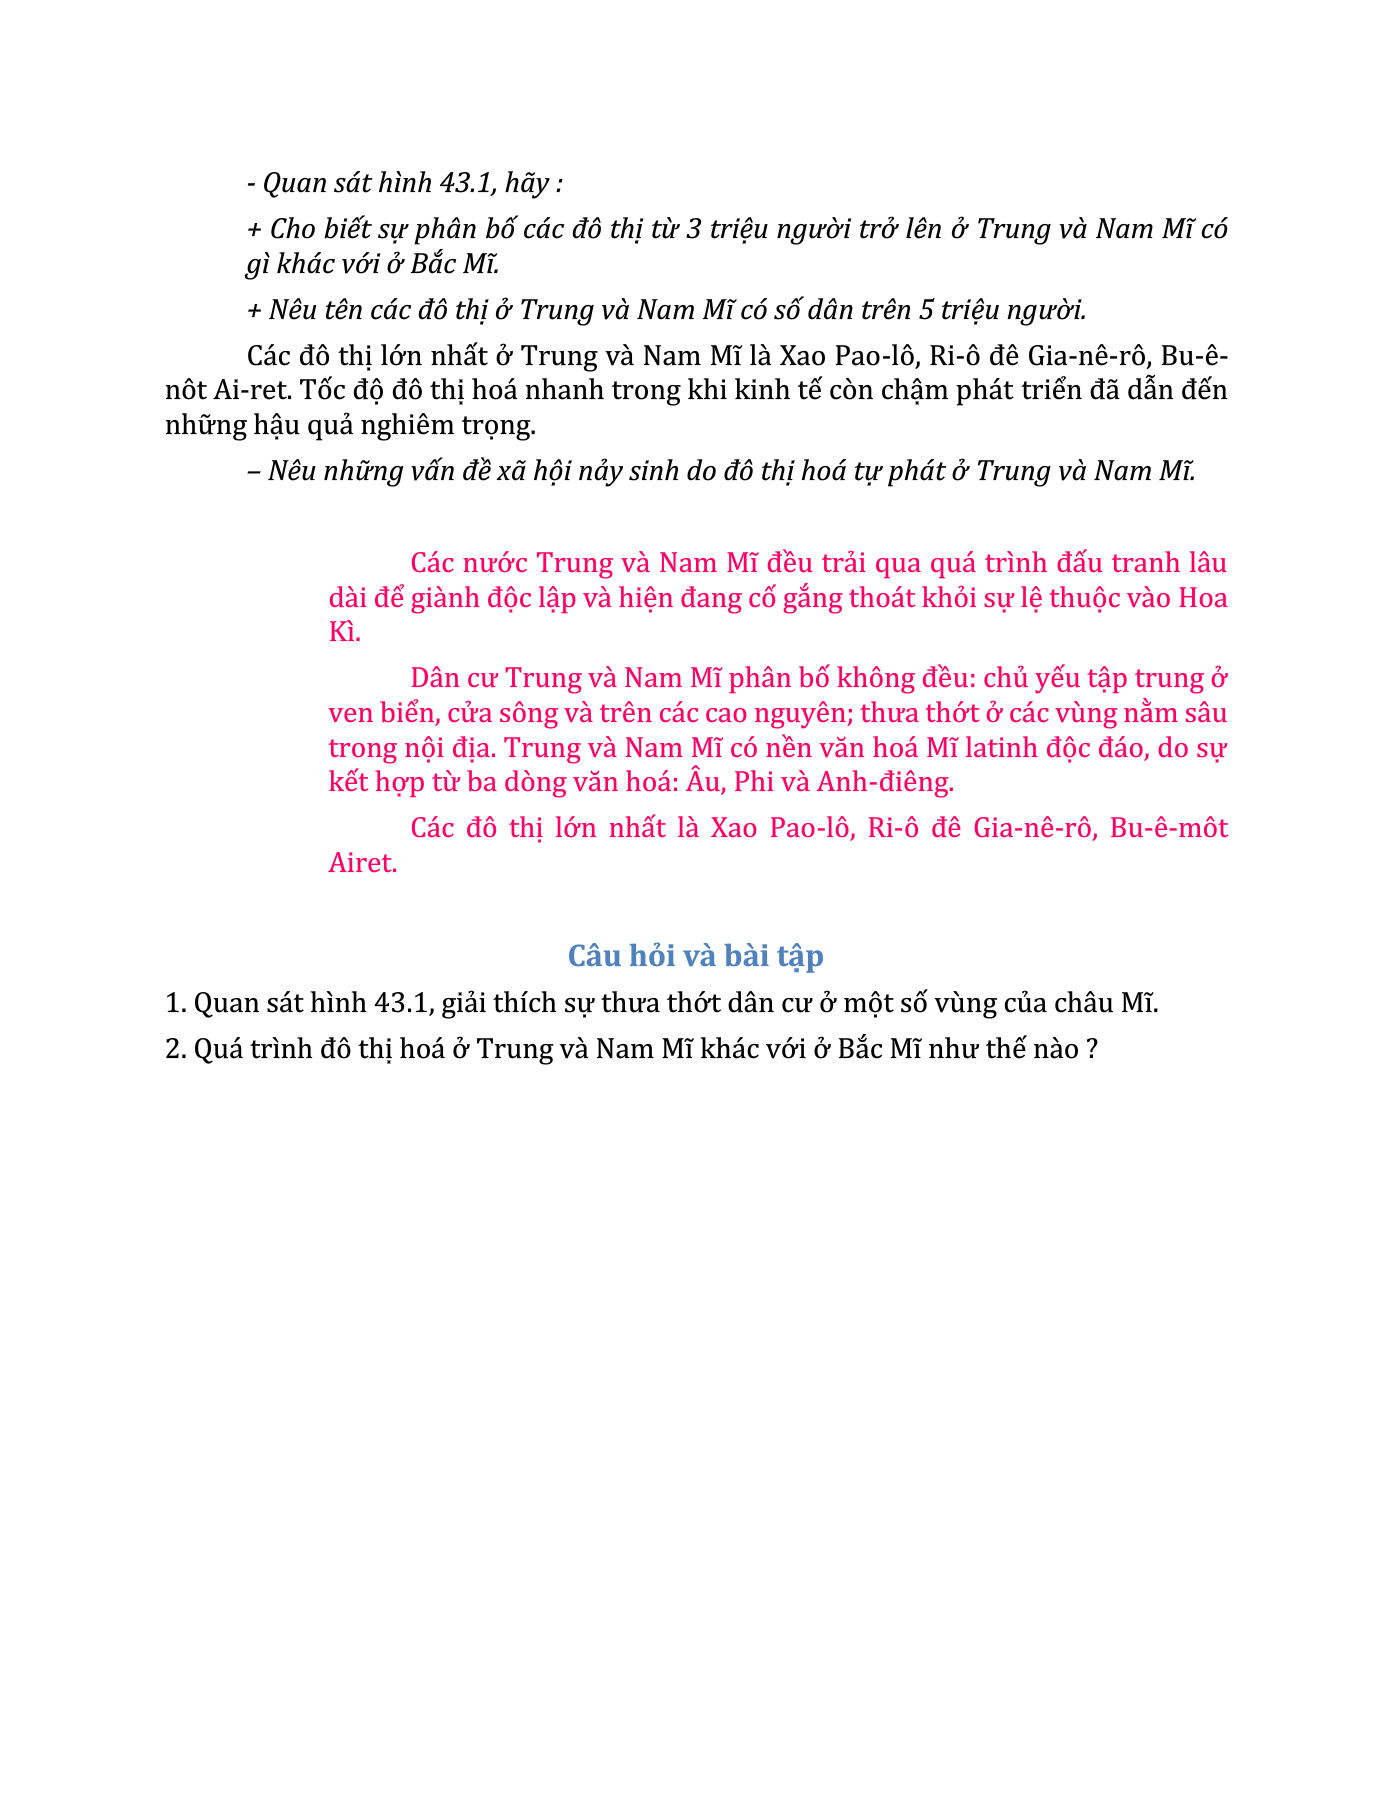 - Quan sát hình 43.1, hãy :
+ Cho biết sự phân bố các đô thị từ 3 triệu người trở lên ở Trung và Nam Mĩ có
gì khác với ở Bắc Mĩ.
+ Nêu tên các đô thị ở Trung và Nam Mĩ có số dân trên 5 triệu người.
Các đô thị lớn nhất ở Trung và Nam Mĩ là Xao Pao-lô, Ri-ô đê Gia-nê-rô, Bu-ê-
nôt Ai-ret. Tốc độ đô thị hoá nhanh trong khi kinh tế còn chậm phát triển đã dẫn đến
những hậu quả nghiêm trọng.
– Nêu những vấn đề xã hội nảy sinh do đô thị hoá tự phát ở Trung và Nam Mĩ.
Các nước Trung và Nam Mĩ đều trải qua quá trình đấu tranh lâu
dài để giành độc lập và hiện đang cố gắng thoát khỏi sự lệ thuộc vào Hoa
Kì.
Dân cư Trung và Nam Mĩ phân bố không đều: chủ yếu tập trung ở
ven biển, cửa sông và trên các cao nguyên; thưa thớt ở các vùng nằm sâu
trong nội địa. Trung và Nam Mĩ có nền văn hoá Mĩ latinh độc đáo, do sự
kết hợp từ ba dòng văn hoá: Âu, Phi và Anh-điêng.
Các đô thị lớn nhất là Xao Pao-lô, Ri-ô đê Gia-nê-rô, Bu-ê-môt
Airet.
Câu hỏi và bài tập
1. Quan sát hình 43.1, giải thích sự thưa thớt dân cư ở một số vùng của châu Mĩ.
2. Quá trình đô thị hoá ở Trung và Nam Mĩ khác với ở Bắc Mĩ như thế nào ?